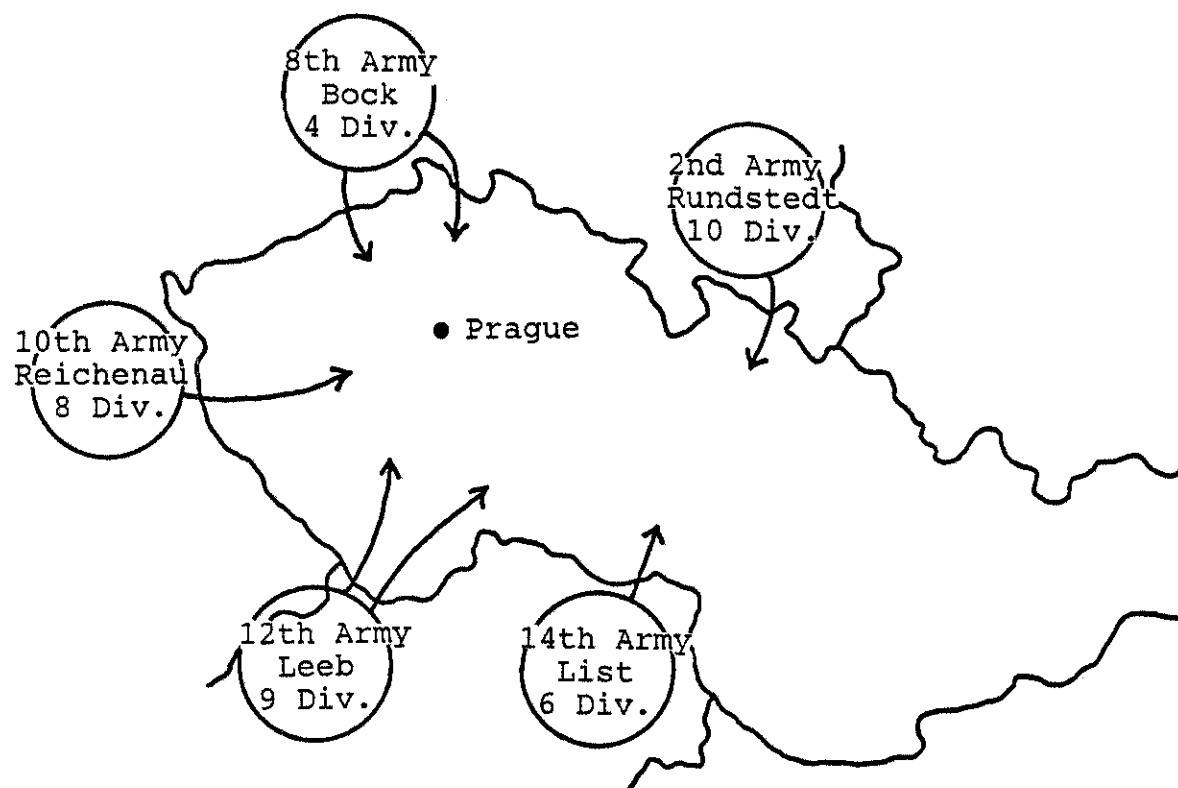 8th Army
Bock
4 Div.
2nd Army
Rundstedt
10 Div.
Prague
10th Army
Reichenau
8 Div.
12th Army
Leeb
9 Div.
14th Army
List
6 Div.